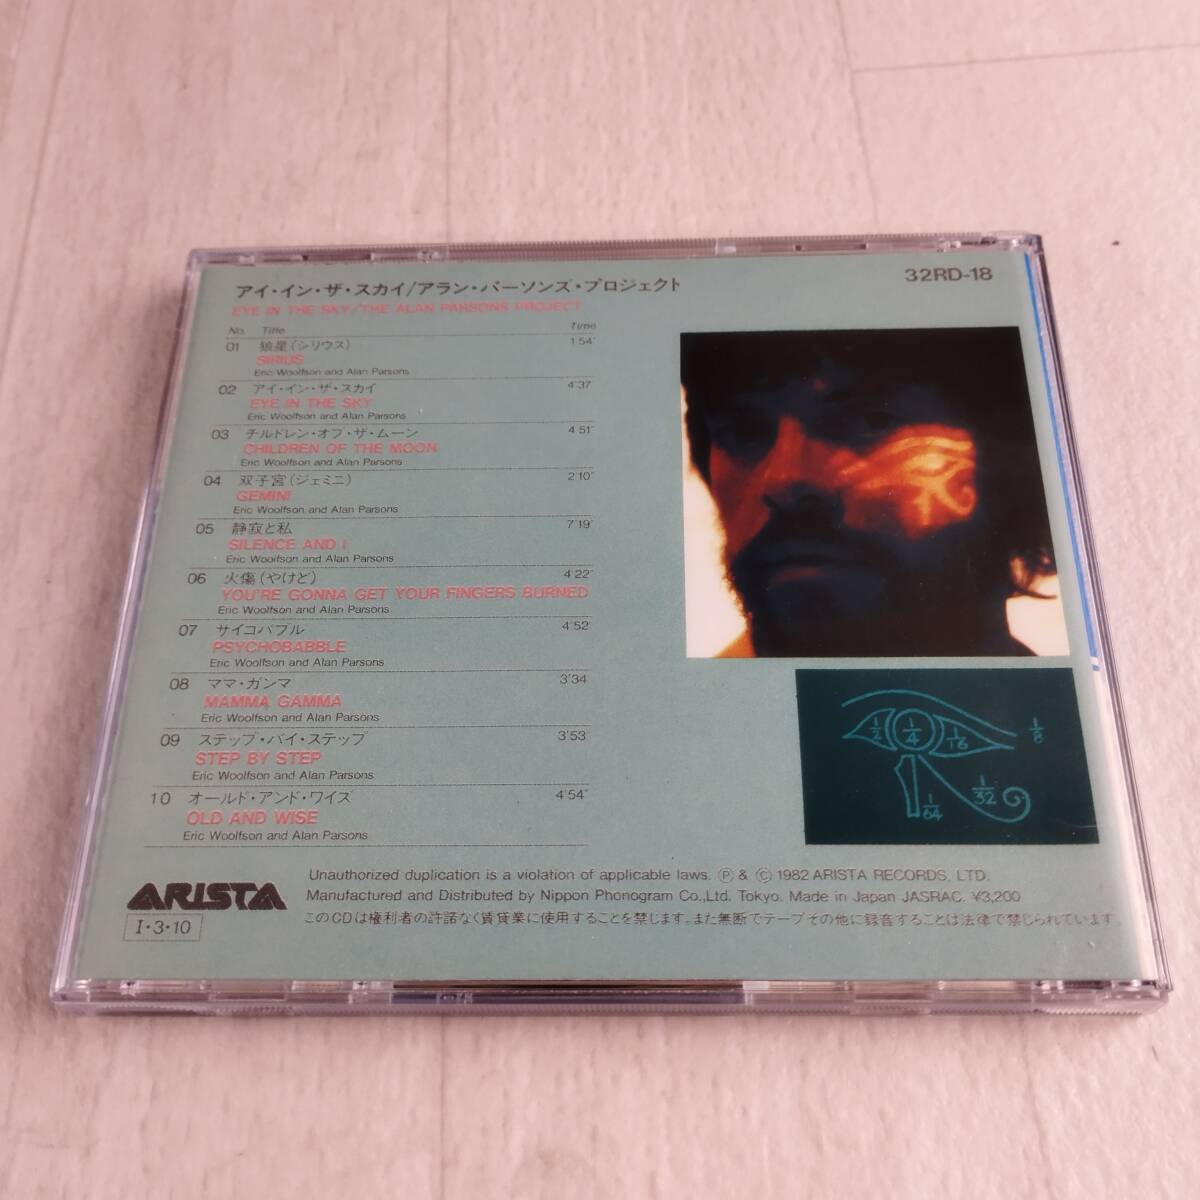 アイ・イン・ザ・スカイ/アラン・パーソンズ・プロジェクト
32RD-18
EYE IN THE SKY/THE ALAN PARSONS PROJECT
No. Title Time
01 狼星(シリウス) 1'54"
SIRIUS
Eric Woolfson and Alan Parsons
02 アイ・イン・ザ・スカイ 4'37
EYE IN THE SKY
Eric Woolfson and Alan Parsons
03 チルドレン・オブ・ザ・ムーン 4'51"
CHILDREN OF THE MOON
Eric Woolfson and Alan Parsons
04 双子宮(ジェミニ) 2'10"
GEMINI
Eric Woolfson and Alan Parsons
05 静寂と私 7'19"
SILENCE AND I
Eric Woolfson and Alan Parsons
06 火傷(やけど) 4'22"
YOU'RE GONNA GET YOUR FINGERS BURNED
Eric Woolfson and Alan Parsons
07 サイコバブル 4'52"
PSYCHOBABBLE
Eric Woolfson and Alan Parsons
08 ママ・ガンマ 3'34
MAMMA GAMMA
Eric Woolfson and Alan Parsons
09 ステップ・バイ・ステップ 3'53"
STEP BY STEP
Eric Woolfson and Alan Parsons
10 オールド・アンド・ワイズ 4'54"
OLD AND WISE
Eric Woolfson and Alan Parsons
1/2 1/4 1/16 1/8
1/64 1/32
ARISTA
I・3・10
Unauthorized duplication is a violation of applicable laws. Ⓟ & Ⓒ 1982 ARISTA RECORDS, LTD.
Manufactured and Distributed by Nippon Phonogram Co.,Ltd. Tokyo. Made in Japan JASRAC. ¥3,200
このCDは権利者の許諾なく賃貸業に使用することを禁じます。また無断でテープその他に録音することは法律で禁じられています。